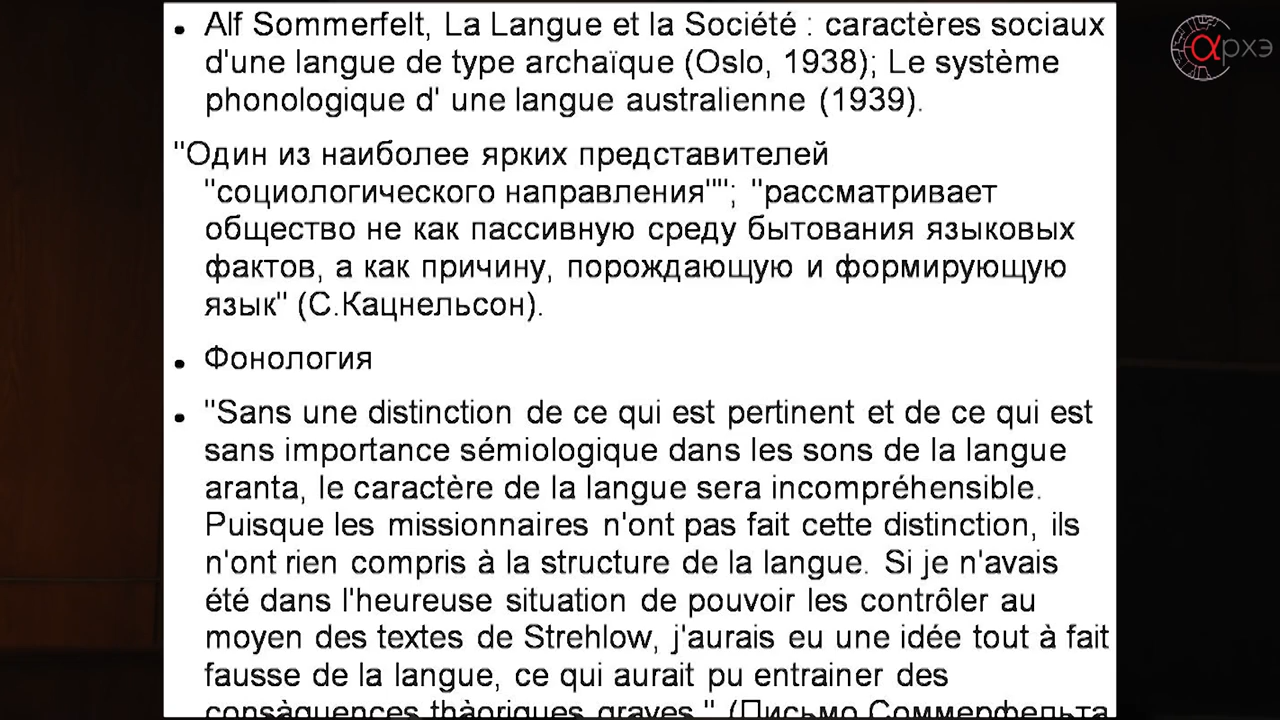 • Alf Sommerfelt, La Langue et la Société : caractères sociaux
d'une langue de type archaïque (Oslo, 1938); Le système
phonologique d' une langue australienne (1939).
"Один из наиболее ярких представителей
"социологического направления""; "рассматривает
общество не как пассивную среду бытования языковых
фактов, а как причину, порождающую и формирующую
язык" (С.Кацнельсон).
• Фонология
• "Sans une distinction de ce qui est pertinent et de ce qui est
sans importance sémiologique dans les sons de la langue
aranta, le caractère de la langue sera incompréhensible.
Puisque les missionnaires n'ont pas fait cette distinction, ils
n'ont rien compris à la structure de la langue. Si je n'avais
été dans l'heureuse situation de pouvoir les contrôler au
moyen des textes de Strehlow, j'aurais eu une idée tout à fait
fausse de la langue, ce qui aurait pu entrainer des
consàquences thàoriques graves." (Письмо Соммерфельта
αрхэ